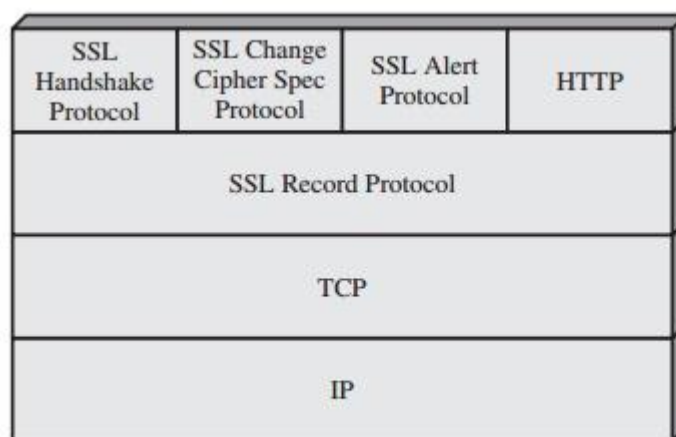 SSL
Handshake
Protocol
SSL Change
Cipher Spec
Protocol
SSL Alert
Protocol
HTTP
SSL Record Protocol
TCP
IP